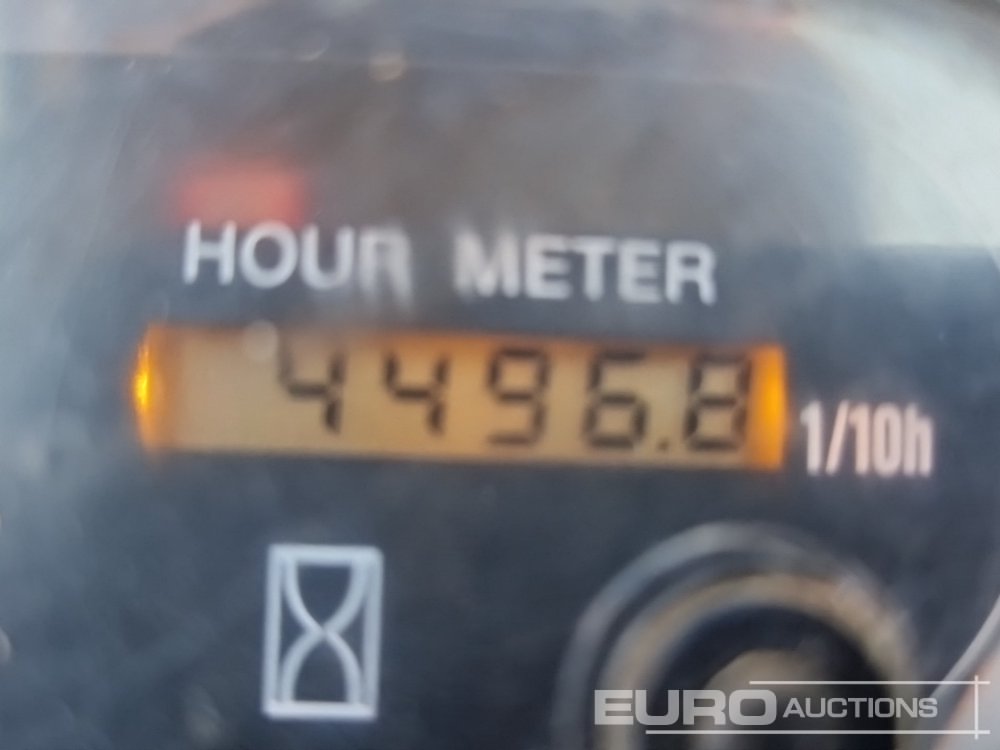 HOUR METER
4496.8 1/10h
EURO AUCTIONS